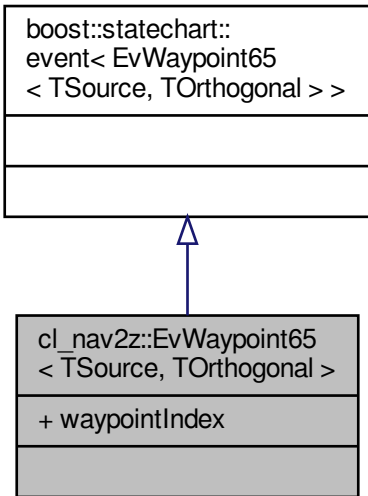 boost::statechart::
event< EvWaypoint65
< TSource, TOrthogonal > >
cl_nav2z::EvWaypoint65
< TSource, TOrthogonal >
+ waypointIndex